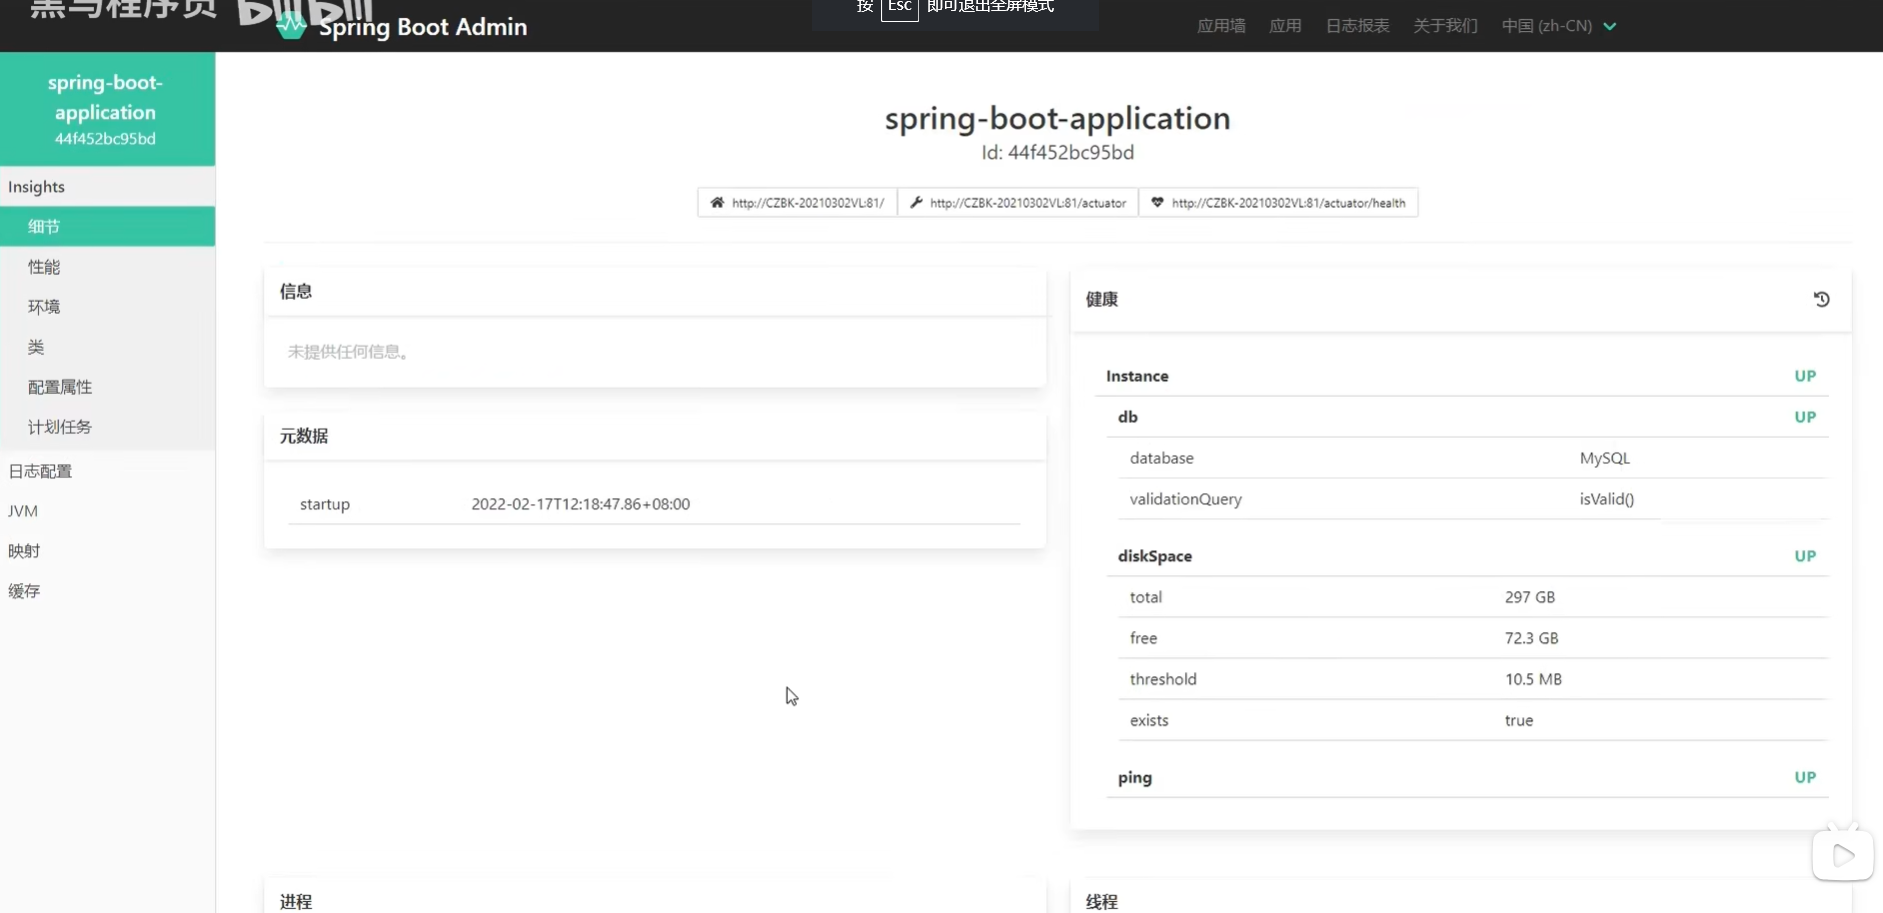 黑马程序员 bilibili
Spring Boot Admin
按 Esc 即可退出全屏模式
应用墙 应用 日志报表 关于我们 中国 (zh-CN)
spring-boot-
application
44f452bc95bd
Insights
细节
性能
环境
类
配置属性
计划任务
日志配置
JVM
映射
缓存
spring-boot-application
Id: 44f452bc95bd
http://CZBK-20210302VL:81/ http://CZBK-20210302VL:81/actuator http://CZBK-20210302VL:81/actuator/health
信息
未提供任何信息。
元数据
startup 2022-02-17T12:18:47.86+08:00
健康
Instance UP
db UP
database MySQL
validationQuery isValid()
diskSpace UP
total 297 GB
free 72.3 GB
threshold 10.5 MB
exists true
ping UP
进程
线程